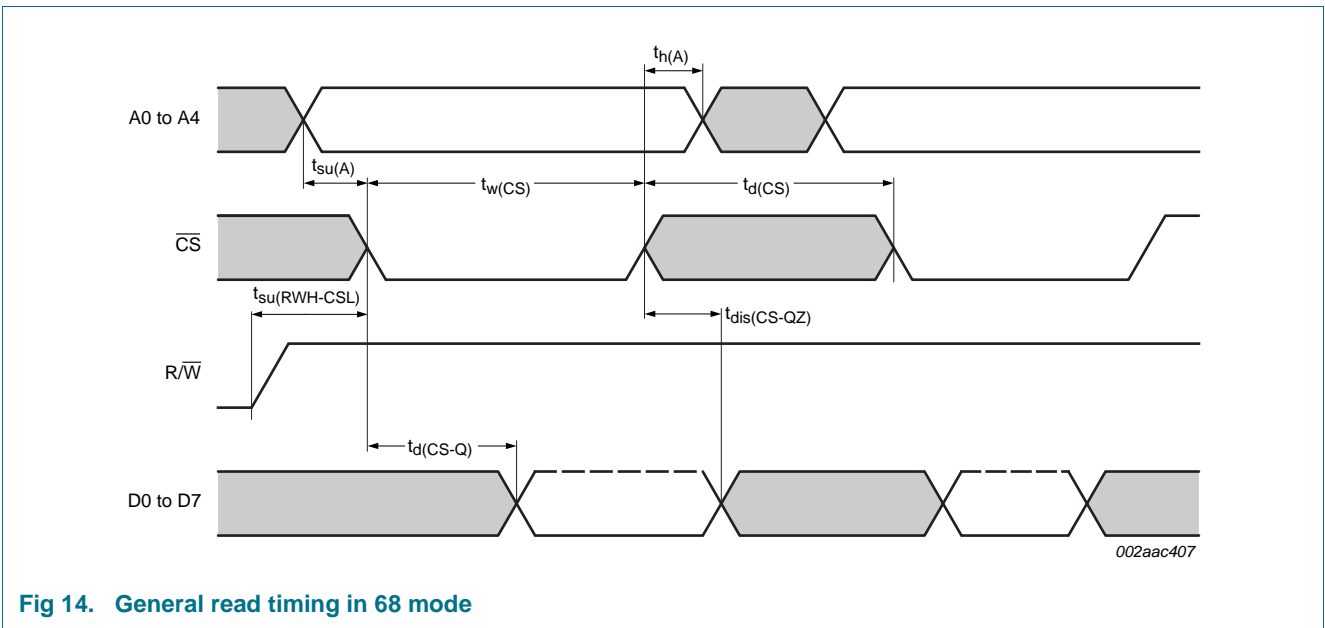 th(A)
A0 to A4
tsu(A)
tw(CS)
td(CS)
C̅S̅
tsu(RWH-CSL)
tdis(CS-QZ)
R/W̅
td(CS-Q)
D0 to D7
002aac407
Fig 14. General read timing in 68 mode